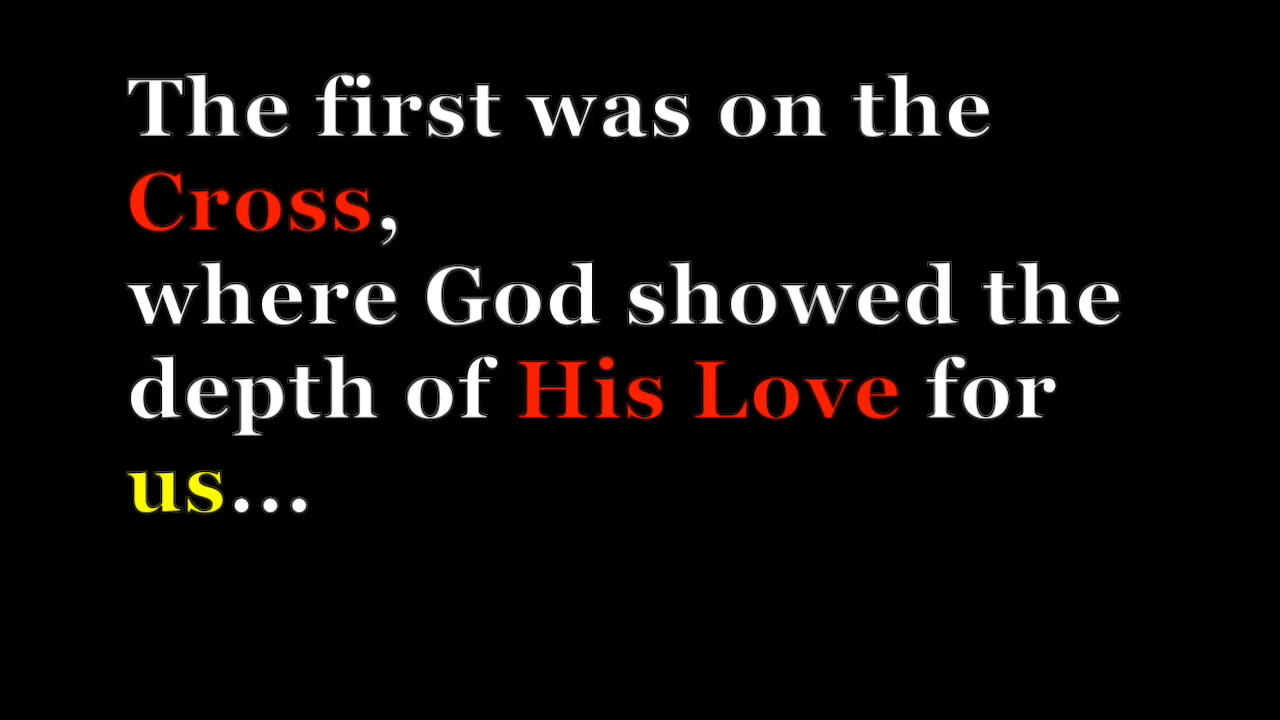 The first was on the
Cross,
where God showed the
depth of His Love for
us...